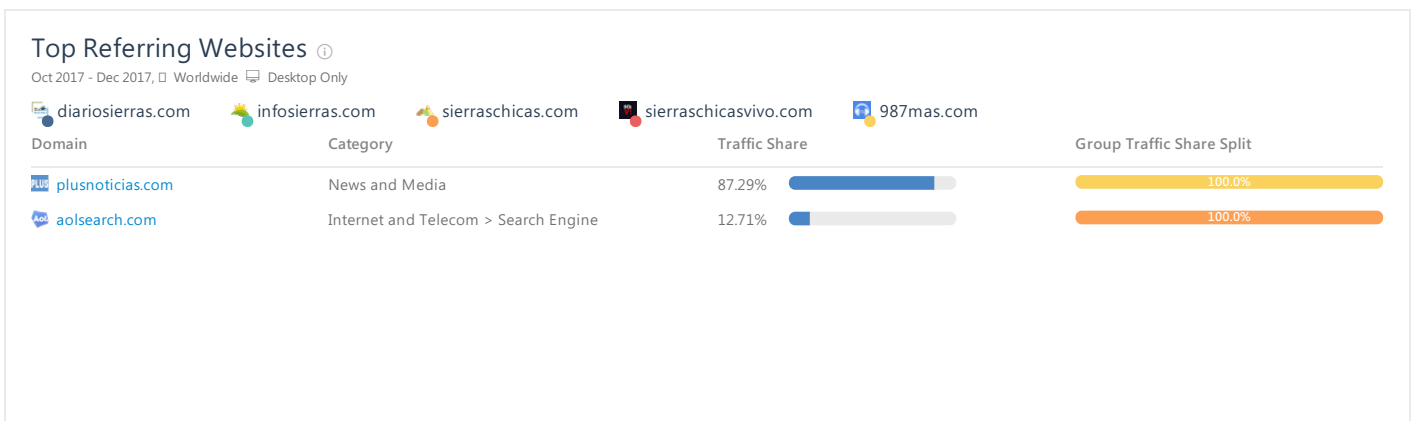 Top Referring Websites
Oct 2017 - Dec 2017, Worldwide Desktop Only
diariosierras.com infosierras.com sierraschicas.com sierraschicasvivo.com 987mas.com
Domain Category Traffic Share Group Traffic Share Split
PLUS plusnoticias.com News and Media 87.29% 100.0%
Aol aolsearch.com Internet and Telecom > Search Engine 12.71% 100.0%